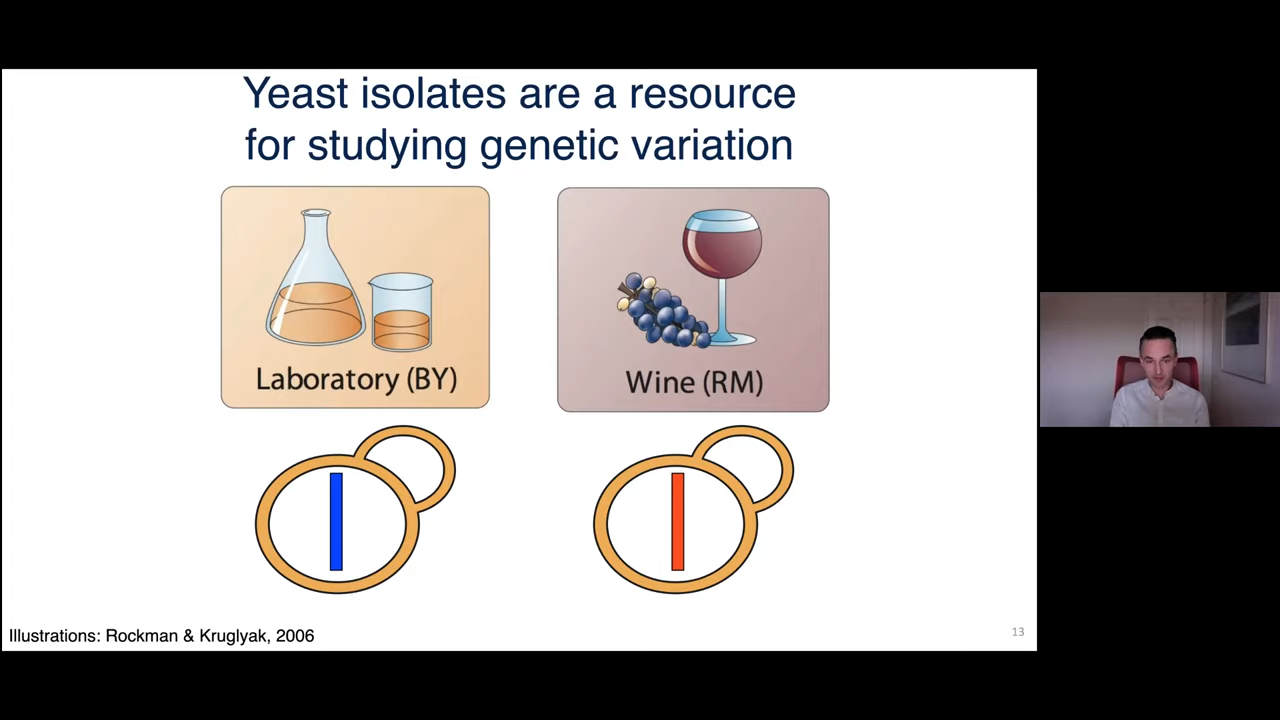 Yeast isolates are a resource
for studying genetic variation
Laboratory (BY)
Wine (RM)
Illustrations: Rockman & Kruglyak, 2006
13